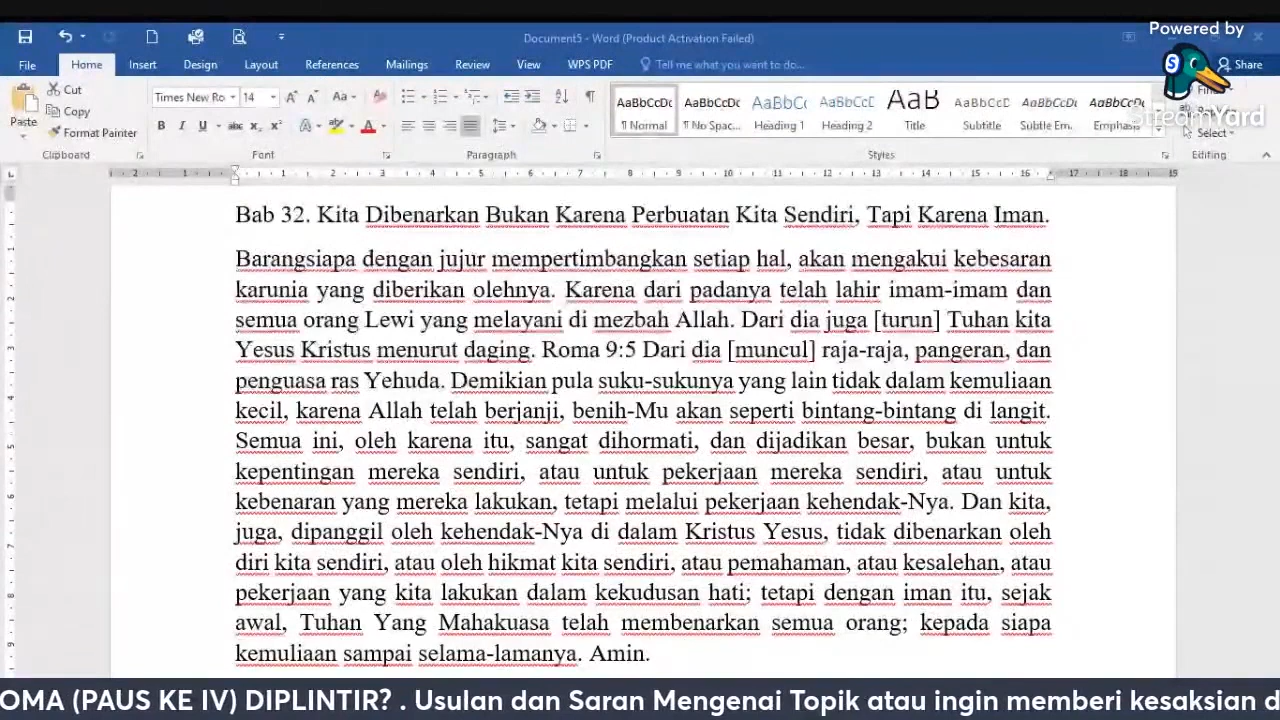 Powered by
StreamYard
Document5 - Word (Product Activation Failed)
File Home Insert Design Layout References Mailings Review View WPS PDF Tell me what you want to do... Share
Cut
Copy
Format Painter
Paste
Times New Ro 14
Select
Clipboard Font Paragraph Styles Editing
AaBbCcDc AaBbCcDc AaBbCc AaBbCcDc AaB AaBbCcD AaBbCcDt AaBbCcDt
¶ Normal ¶ No Spac... Heading 1 Heading 2 Title Subtitle Subtle Em... Emphasis
Bab 32. Kita Dibenarkan Bukan Karena Perbuatan Kita Sendiri, Tapi Karena Iman.
Barangsiapa dengan jujur mempertimbangkan setiap hal, akan mengakui kebesaran
karunia yang diberikan olehnya. Karena dari padanya telah lahir imam-imam dan
semua orang Lewi yang melayani di mezbah Allah. Dari dia juga [turun] Tuhan kita
Yesus Kristus menurut daging. Roma 9:5 Dari dia [muncul] raja-raja, pangeran, dan
penguasa ras Yehuda. Demikian pula suku-sukunya yang lain tidak dalam kemuliaan
kecil, karena Allah telah berjanji, benih-Mu akan seperti bintang-bintang di langit.
Semua ini, oleh karena itu, sangat dihormati, dan dijadikan besar, bukan untuk
kepentingan mereka sendiri, atau untuk pekerjaan mereka sendiri, atau untuk
kebenaran yang mereka lakukan, tetapi melalui pekerjaan kehendak-Nya. Dan kita,
juga, dipanggil oleh kehendak-Nya di dalam Kristus Yesus, tidak dibenarkan oleh
diri kita sendiri, atau oleh hikmat kita sendiri, atau pemahaman, atau kesalehan, atau
pekerjaan yang kita lakukan dalam kekudusan hati; tetapi dengan iman itu, sejak
awal, Tuhan Yang Mahakuasa telah membenarkan semua orang; kepada siapa
kemuliaan sampai selama-lamanya. Amin.
OMA (PAUS KE IV) DIPLINTIR? . Usulan dan Saran Mengenai Topik atau ingin memberi kesaksian d